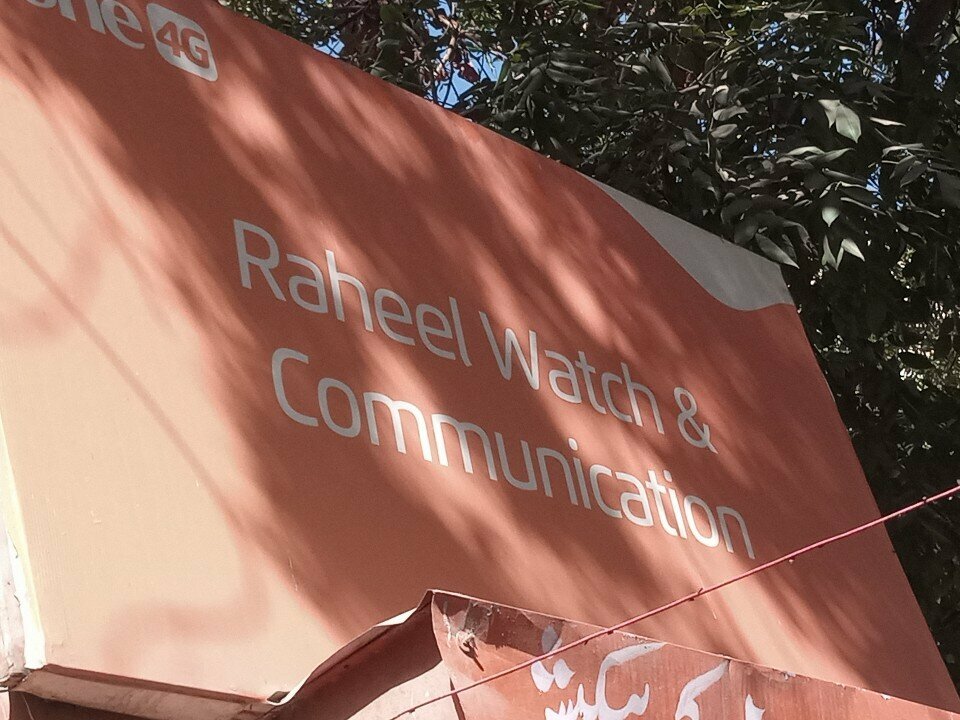 one 4G
Raheel Watch &
Communication